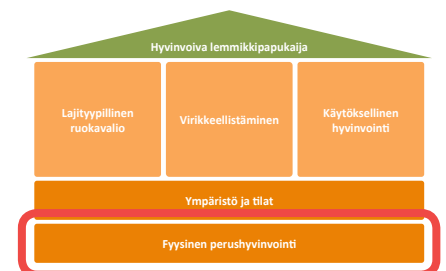 Hyvinvoiva lemmikkipapukaija
Lajityypillinen
ruokavalio
Virikkeellistäminen
Käytöksellinen
hyvinvointi
Ympäristö ja tilat
Fyysinen perushyvinvointi